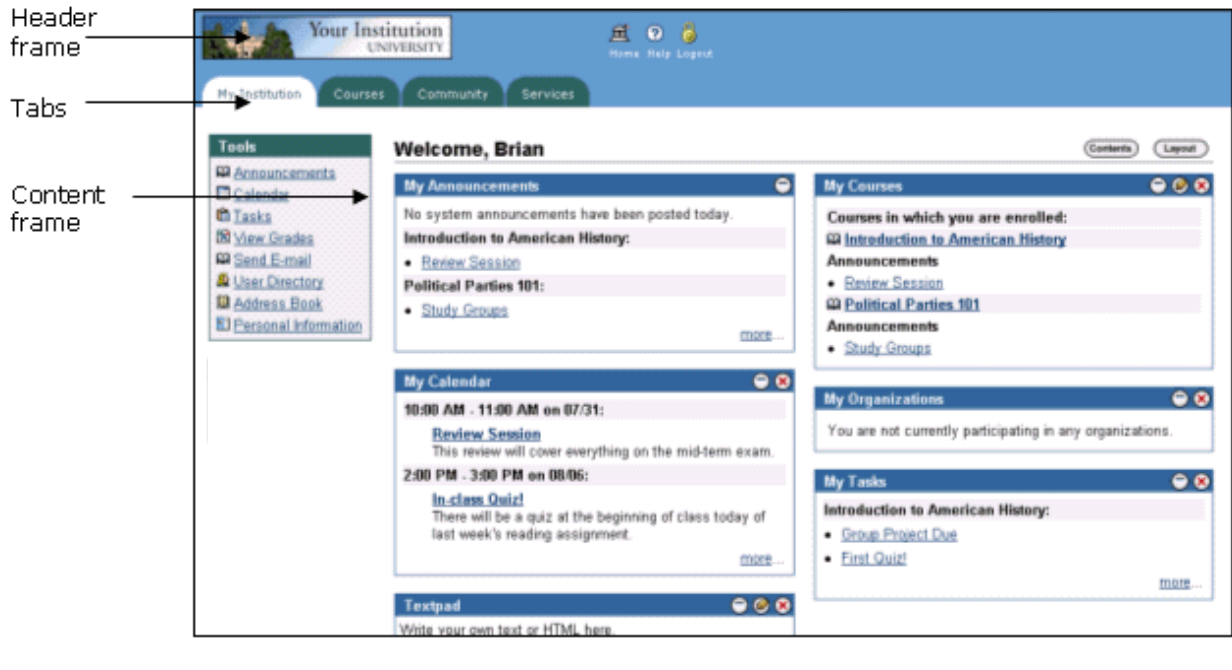 Header
frame
Your Institution
UNIVERSITY
Home Help Logout
Tabs
My Institution Courses Community Services
Content
frame
Tools
Announcements
Calendar
Tasks
View Grades
Send E-mail
User Directory
Address Book
Personal Information
Welcome, Brian
Contents Layout
My Announcements
No system announcements have been posted today.
Introduction to American History:
• Review Session
Political Parties 101:
• Study Groups
more...
My Calendar
10:00 AM - 11:00 AM on 07/31:
Review Session
This review will cover everything on the mid-term exam.
2:00 PM - 3:00 PM on 08/06:
In-class Quiz!
There will be a quiz at the beginning of class today of
last week's reading assignment.
more...
Textpad
Write your own text or HTML here.
My Courses
Courses in which you are enrolled:
Introduction to American History
Announcements
• Review Session
Political Parties 101
Announcements
• Study Groups
My Organizations
You are not currently participating in any organizations.
My Tasks
Introduction to American History:
• Group Project Due
• First Quiz!
more...